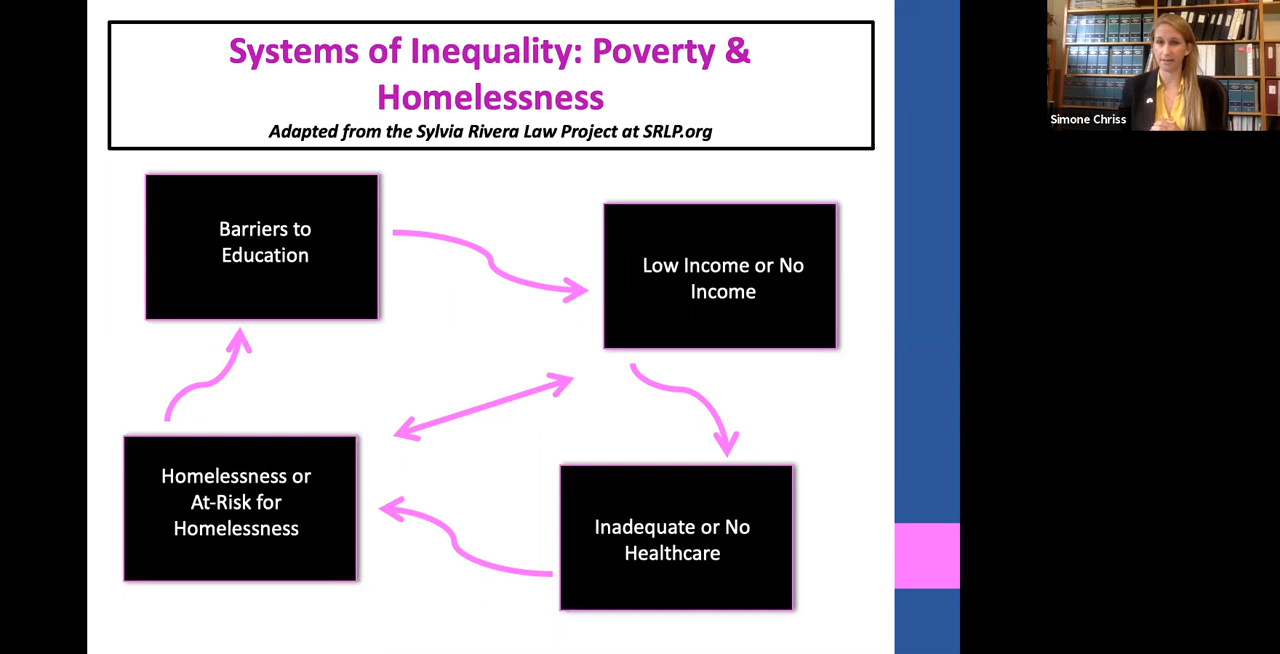 Systems of Inequality: Poverty &
Homelessness
Adapted from the Sylvia Rivera Law Project at SRLP.org
Simone Chriss
Barriers to
Education
Low Income or No
Income
Homelessness or
At-Risk for
Homelessness
Inadequate or No
Healthcare